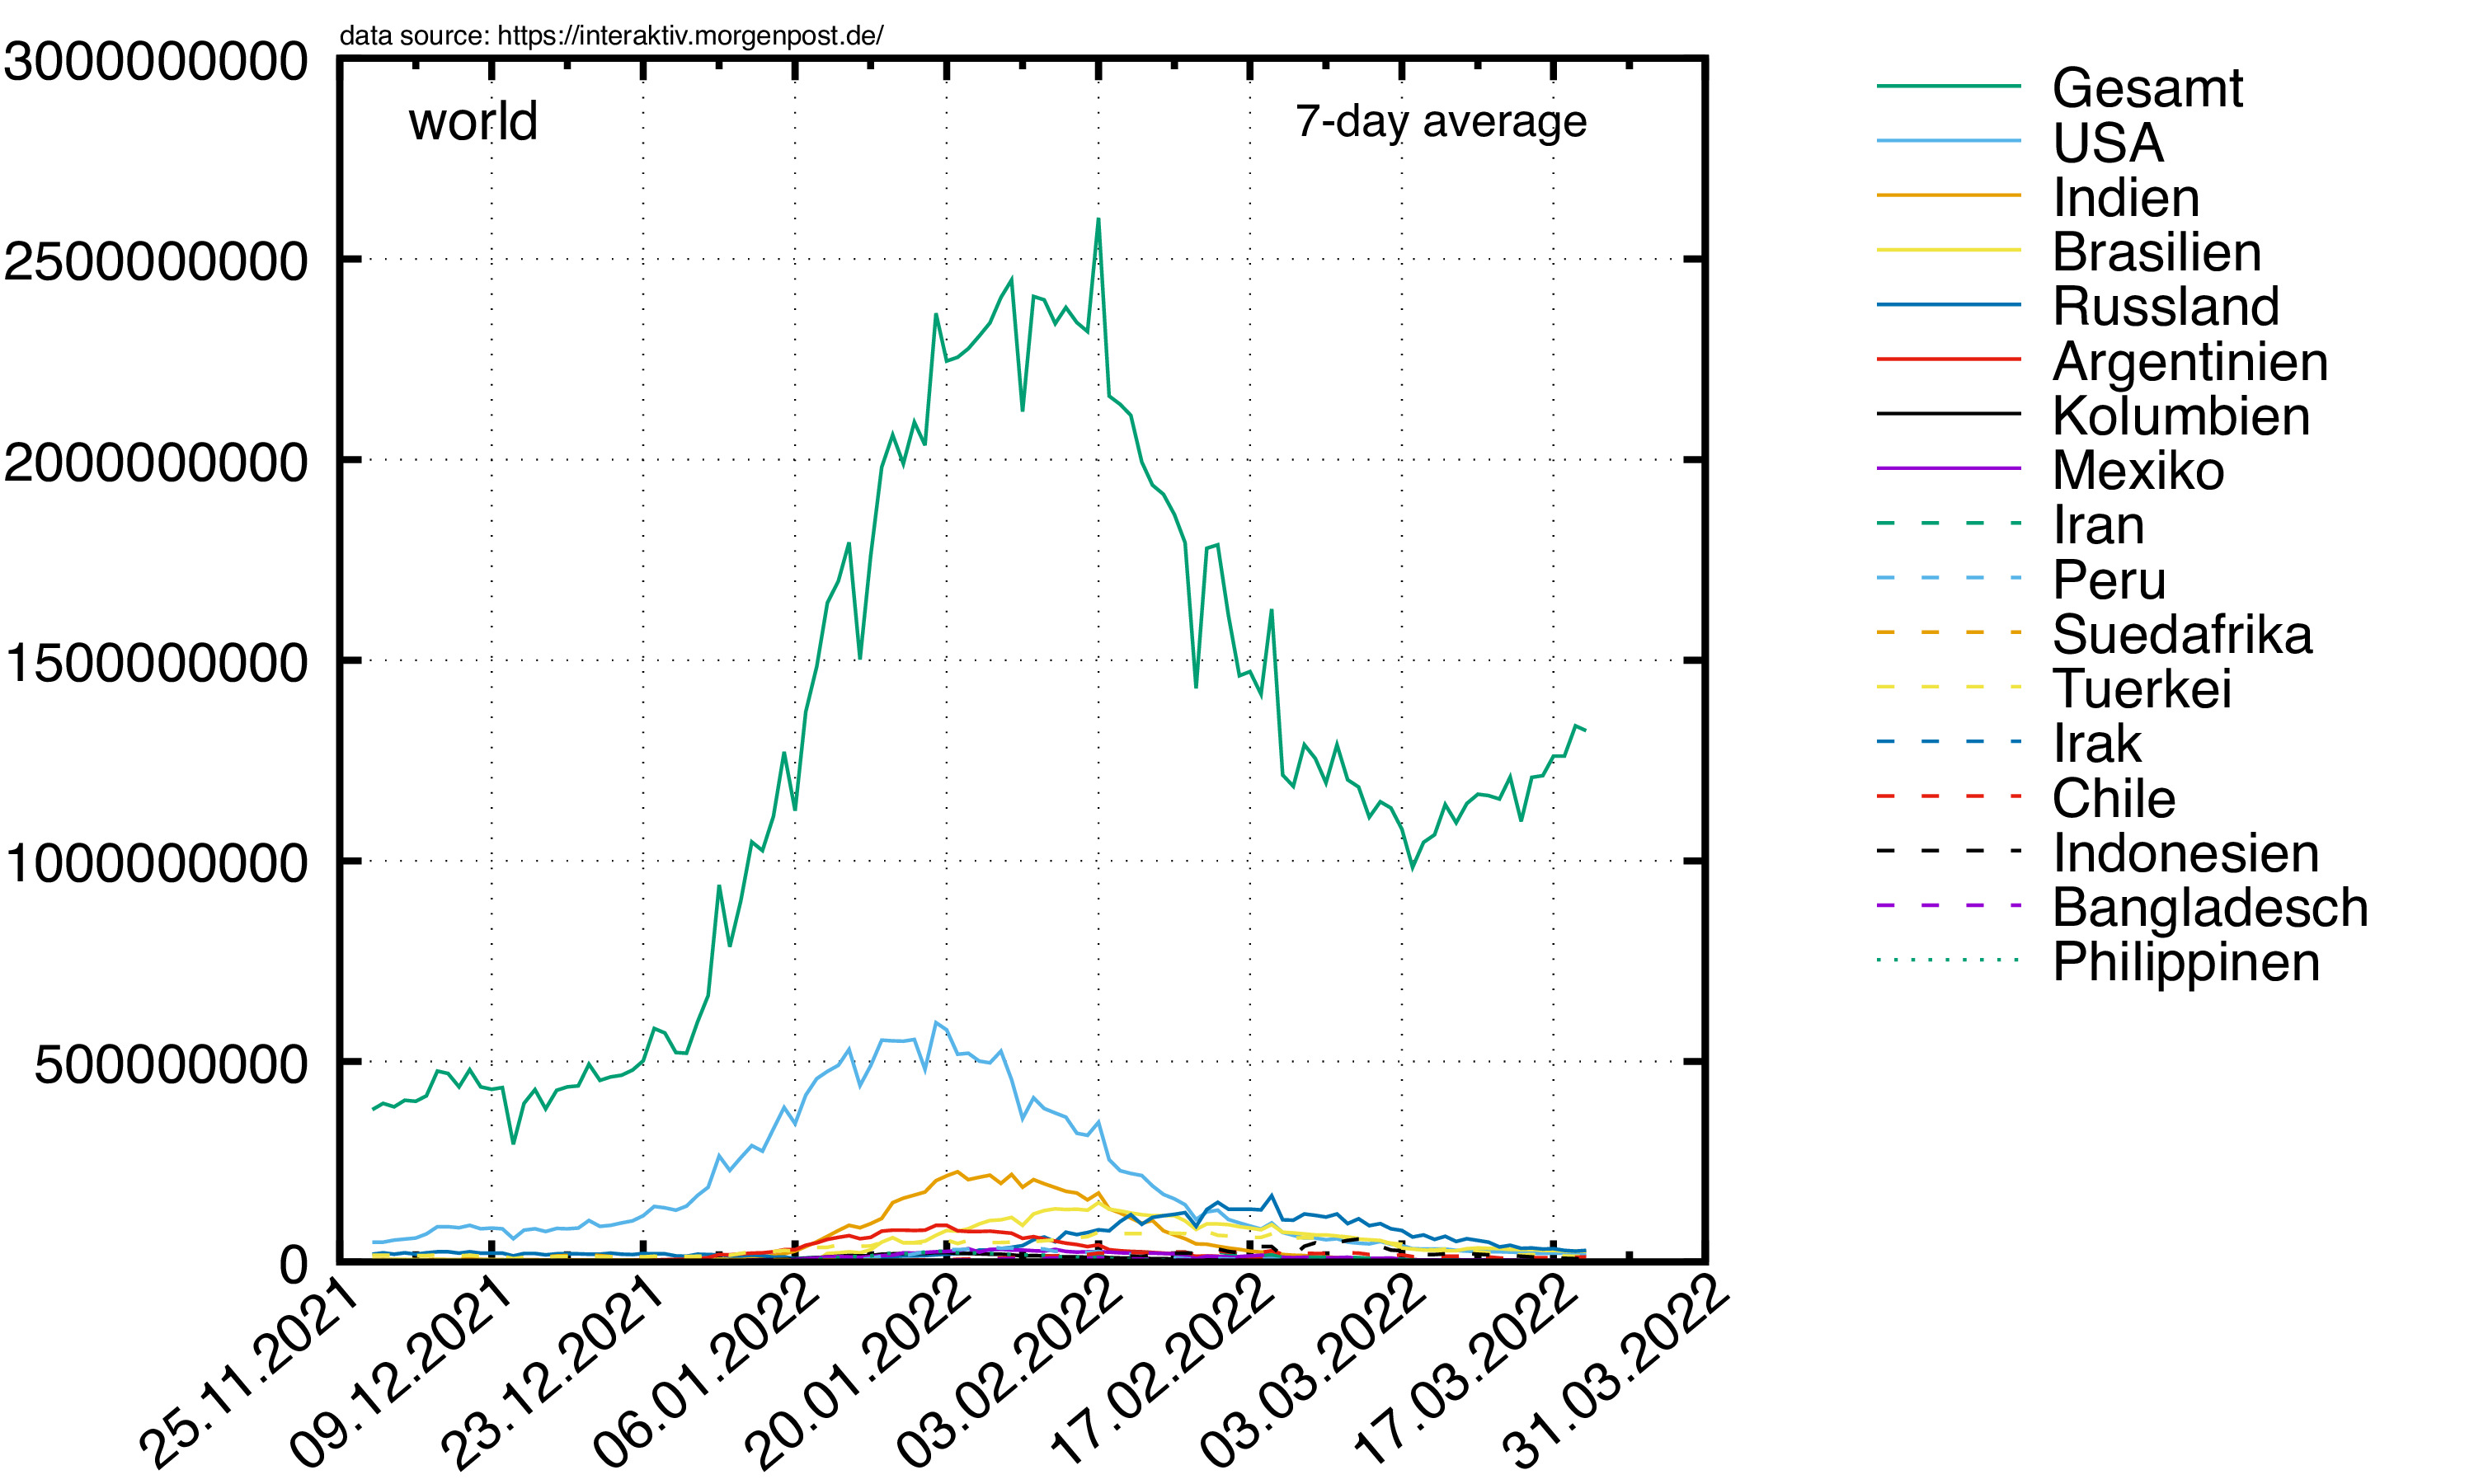 data source: https://interaktiv.morgenpost.de/
world
7-day average
3000000000
2500000000
2000000000
1500000000
1000000000
500000000
0
25.11.2021
09.12.2021
23.12.2021
06.01.2022
20.01.2022
03.02.2022
17.02.2022
03.03.2022
17.03.2022
31.03.2022
Gesamt
USA
Indien
Brasilien
Russland
Argentinien
Kolumbien
Mexiko
Iran
Peru
Suedafrika
Tuerkei
Irak
Chile
Indonesien
Bangladesch
Philippinen